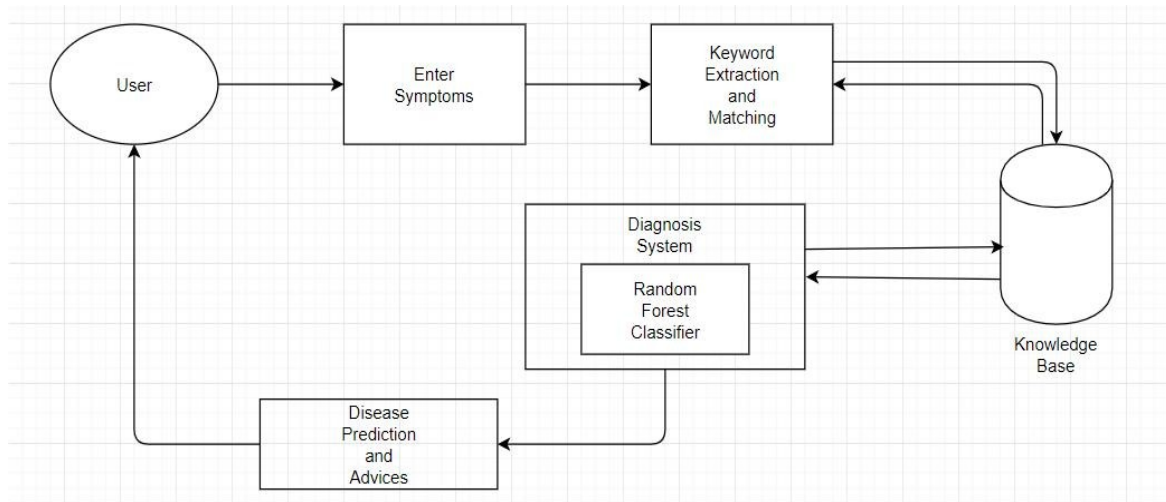 User
Enter
Symptoms
Keyword
Extraction
and
Matching
Diagnosis
System
Random
Forest
Classifier
Knowledge
Base
Disease
Prediction
and
Advices